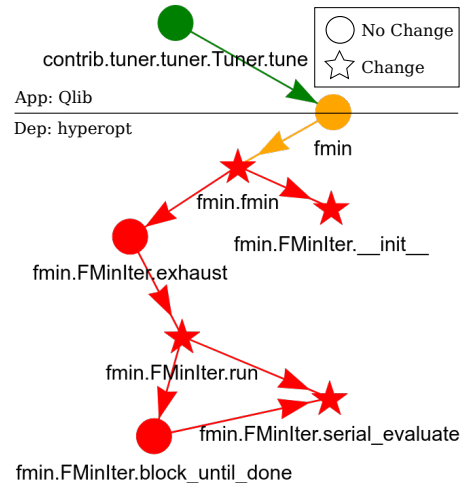 No Change
Change
contrib.tuner.tuner.Tuner.tune
App: Qlib
Dep: hyperopt
fmin
fmin.fmin
fmin.FMinIter.__init__
fmin.FMinIter.exhaust
fmin.FMinIter.run
fmin.FMinIter.serial_evaluate
fmin.FMinIter.block_until_done